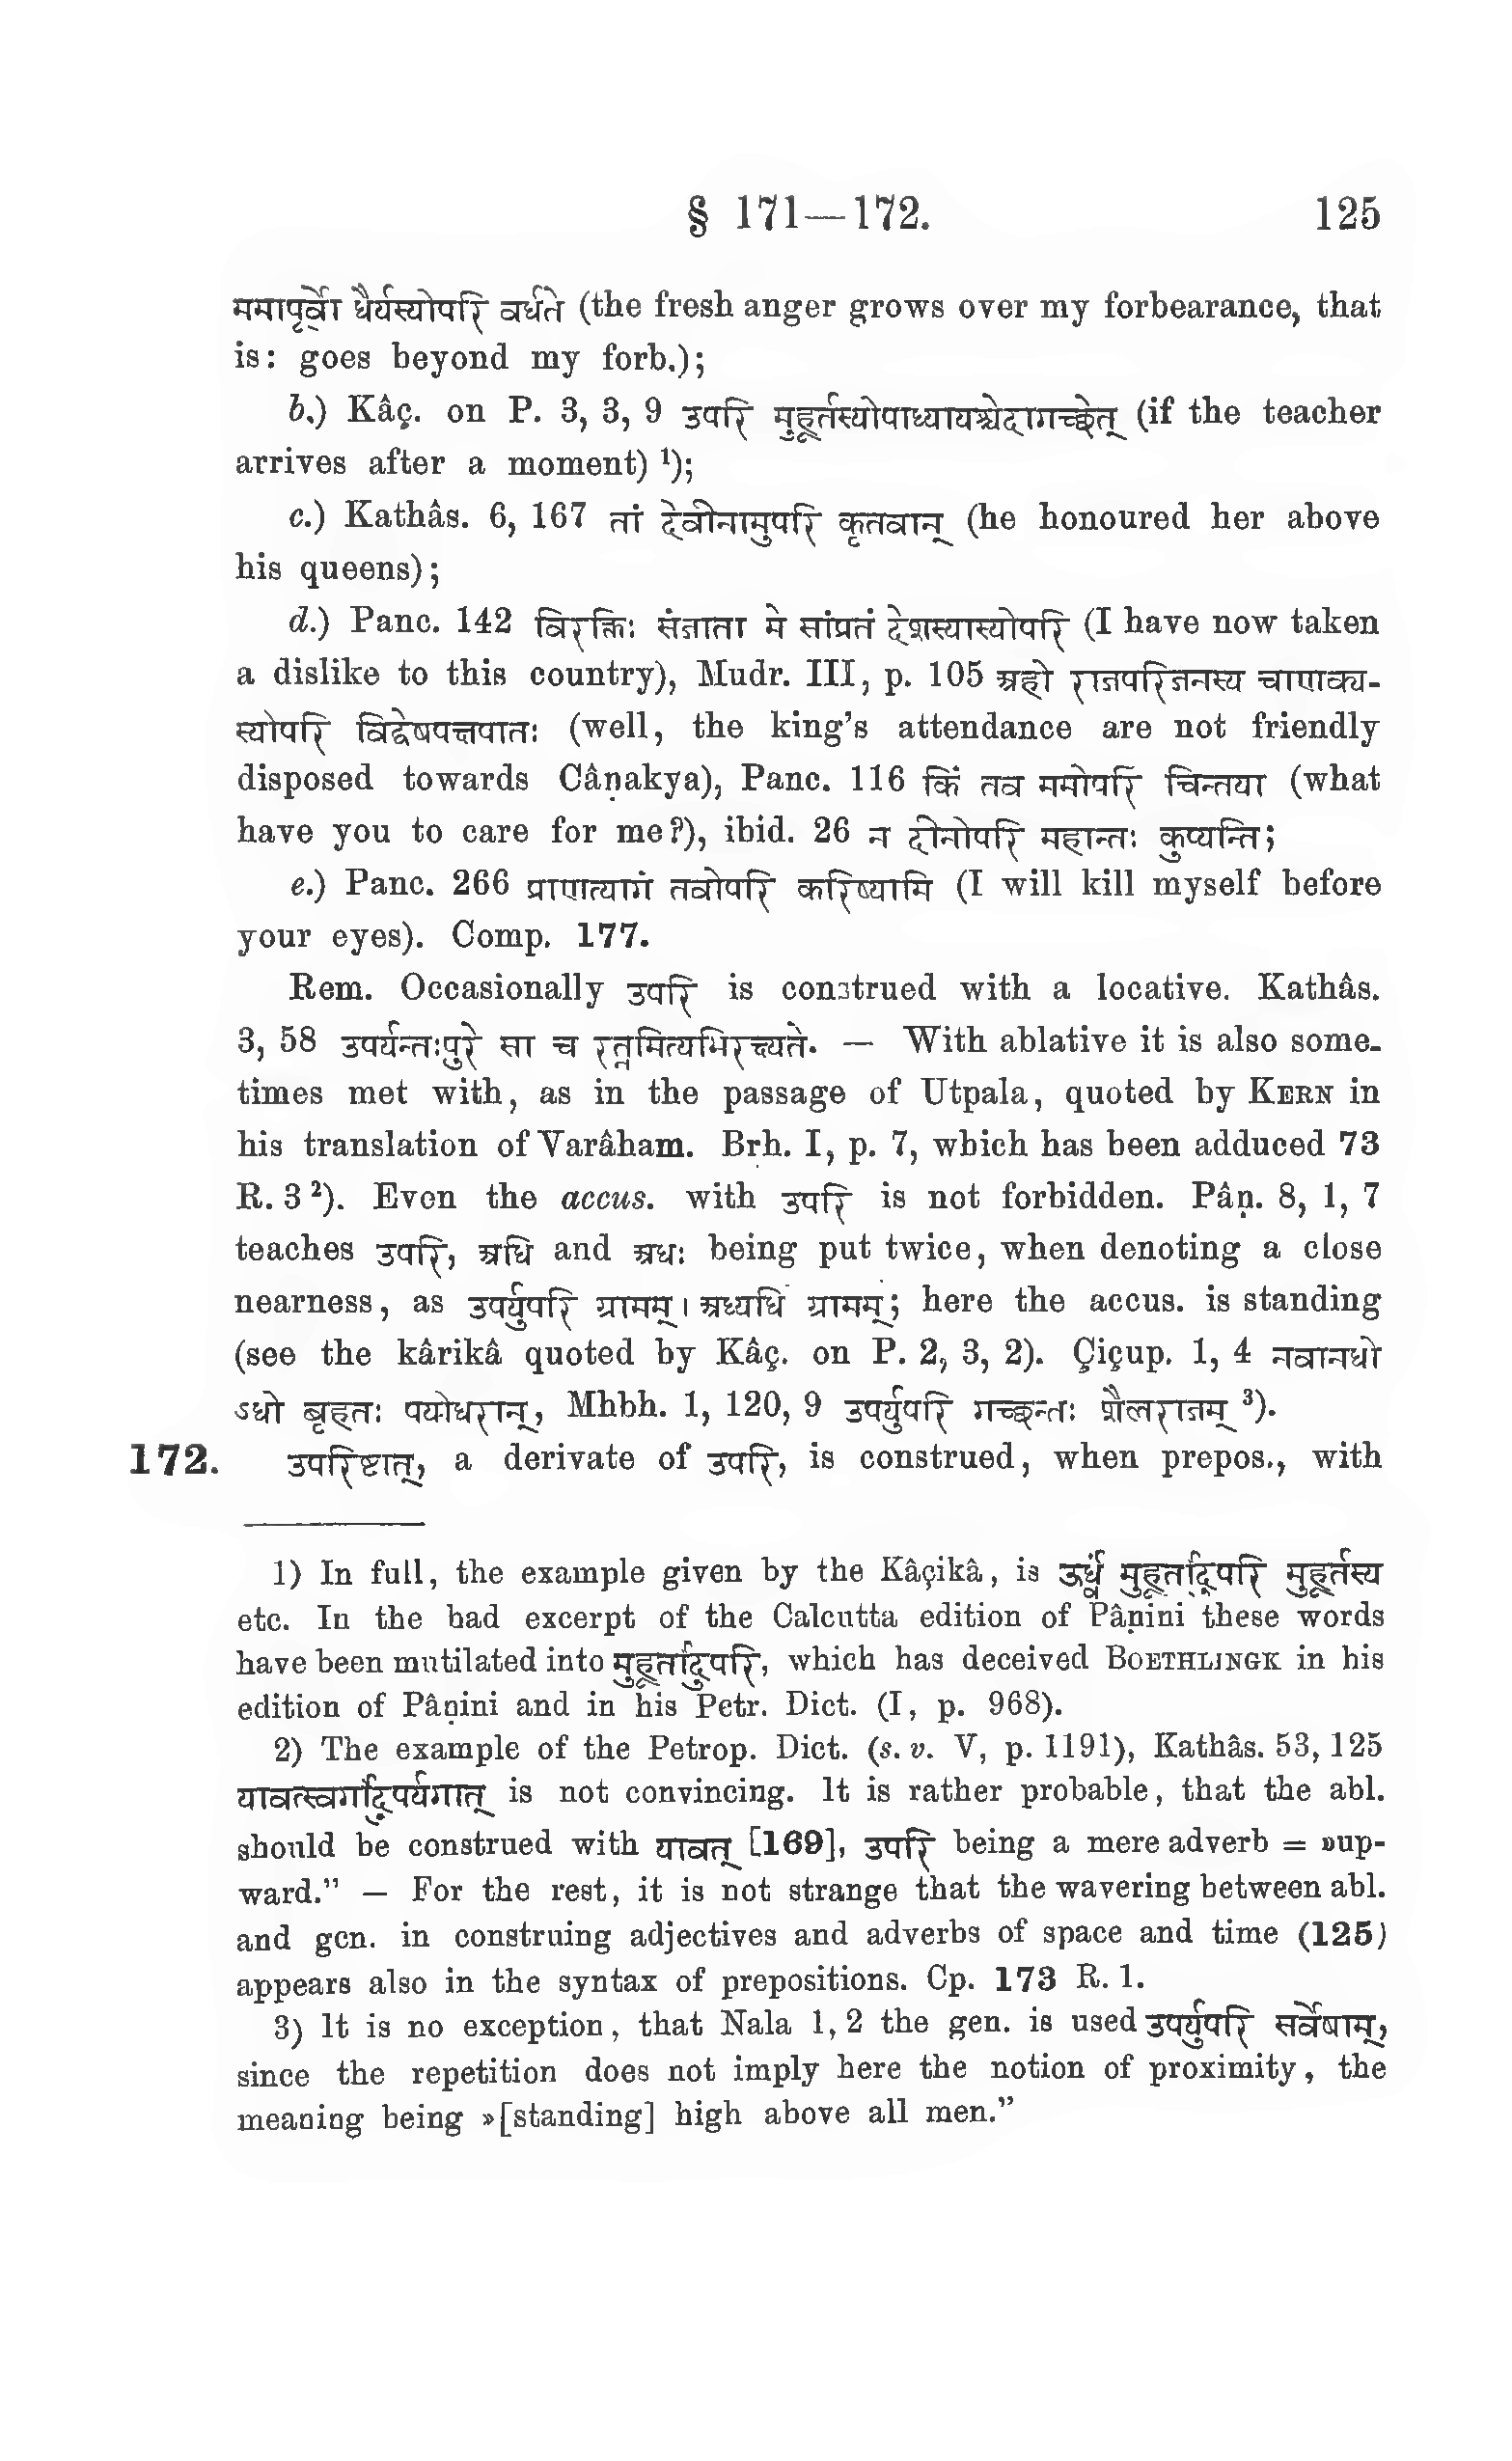 § 171—172. 125
ममापूर्वो धैर्यस्योपरि वर्धते (the fresh anger grows over my forbearance, that
is: goes beyond my forb.);
b.) Kâç. on P. 3, 3, 9 उपरि मुहूर्तस्योपाध्यायश्चेदागच्छेत् (if the teacher
arrives after a moment) ¹);
c.) Kathâs. 6, 167 तां देवीनामुपरि कृतवान् (he honoured her above
his queens);
d.) Panc. 142 विरक्तिः संजाता मे सांप्रतं देशस्यास्योपरि (I have now taken
a dislike to this country), Mudr. III, p. 105 अहो राजपरिजनस्य चाणक्य-
स्योपरि विद्वेषपक्षपातः (well, the king's attendance are not friendly
disposed towards Câṇakya), Panc. 116 किं तव ममोपरि चिन्तया (what
have you to care for me?), ibid. 26 न दीनोपरि महान्तः कुप्यन्ति;
e.) Panc. 266 प्राणत्यागं तवोपरि करिष्यामि (I will kill myself before
your eyes). Comp. 177.
Rem. Occasionally उपरि is construed with a locative. Kathâs.
3, 58 उपर्यन्तःपुरे सा च रत्नमित्यभिरक्ष्यते. — With ablative it is also some-
times met with, as in the passage of Utpala, quoted by KERN in
his translation of Varâham. Bṛh. I, p. 7, which has been adduced 73
R. 3 ²). Even the accus. with उपरि is not forbidden. Pâṇ. 8, 1, 7
teaches उपरि, अधि and अधः being put twice, when denoting a close
nearness, as उपर्युपरि ग्रामम् । अध्यधि ग्रामम्; here the accus. is standing
(see the kârikâ quoted by Kâç. on P. 2, 3, 2). Çiçup. 1, 4 नवानधो
ऽधो बृहतः पयोधरान्, Mhbh. 1, 120, 9 उपर्युपरि गच्छन्तः शैलराजम् ³).
172. उपरिष्टात्, a derivate of उपरि, is construed, when prepos., with
1) In full, the example given by the Kâçikâ, is ऊर्ध्वं मुहूर्तादुपरि मुहूर्तस्य
etc. In the bad excerpt of the Calcutta edition of Pâṇini these words
have been mutilated into मुहूर्तादुपरि, which has deceived BOETHLINGK in his
edition of Pâṇini and in his Petr. Dict. (I, p. 968).
2) The example of the Petrop. Dict. (s. v. V, p. 1191), Kathâs. 53, 125
यावत्स्वर्गादुपर्यगात् is not convincing. It is rather probable, that the abl.
should be construed with यावत् [169], उपरि being a mere adverb = »up-
ward." — For the rest, it is not strange that the wavering between abl.
and gen. in construing adjectives and adverbs of space and time (125)
appears also in the syntax of prepositions. Cp. 173 R. 1.
3) It is no exception, that Nala 1, 2 the gen. is used उपर्युपरि सर्वेषाम्,
since the repetition does not imply here the notion of proximity, the
meaning being »[standing] high above all men."